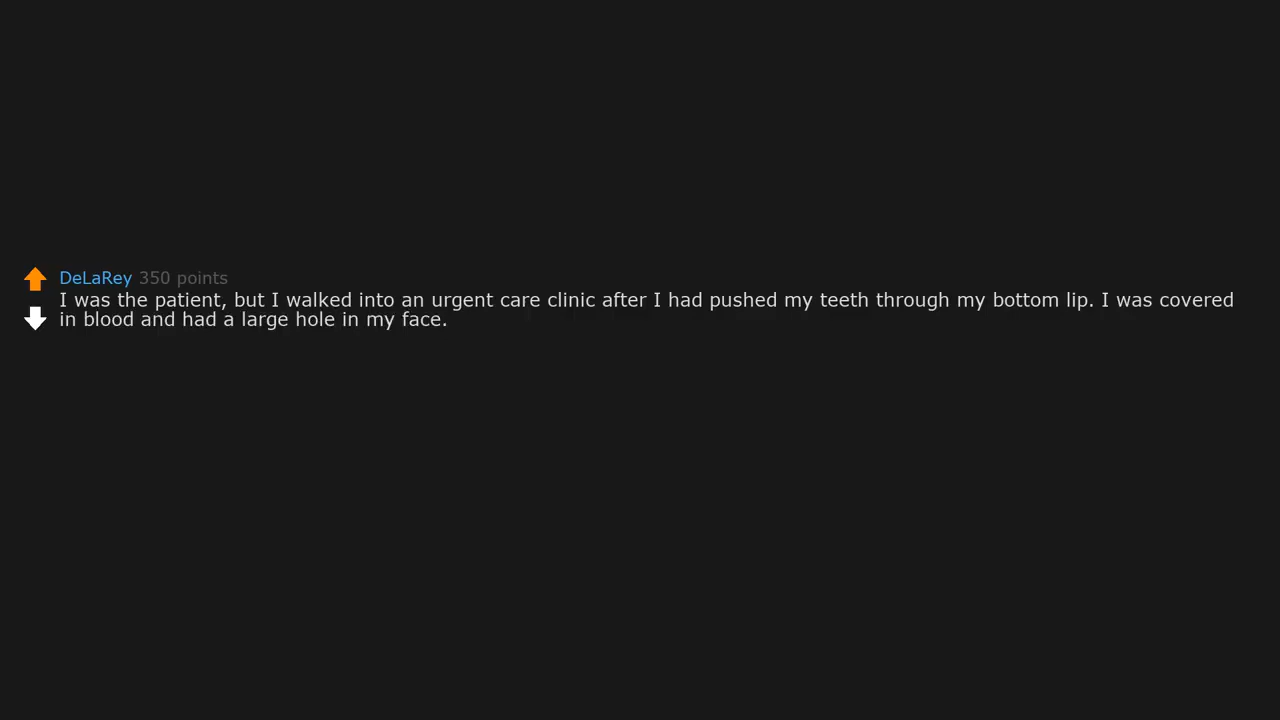 DeLaRey 350 points
I was the patient, but I walked into an urgent care clinic after I had pushed my teeth through my bottom lip. I was covered
in blood and had a large hole in my face.